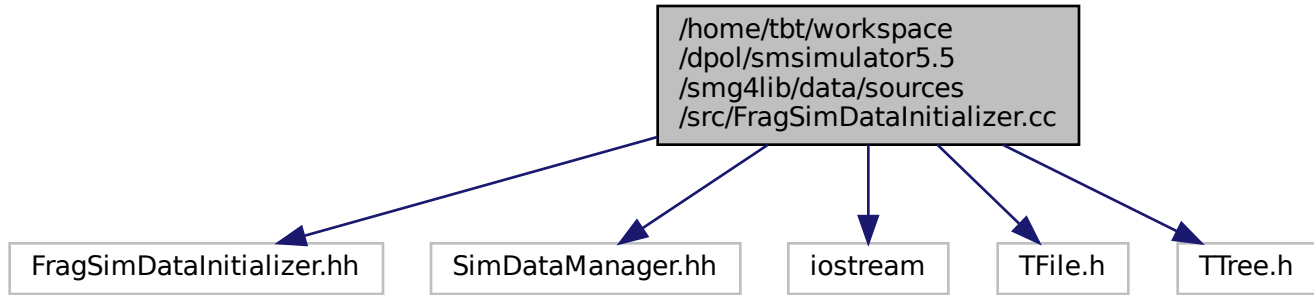 /home/tbt/workspace
/dpol/smsimulator5.5
/smg4lib/data/sources
/src/FragSimDataInitializer.cc
FragSimDataInitializer.hh
SimDataManager.hh
iostream
TFile.h
TTree.h